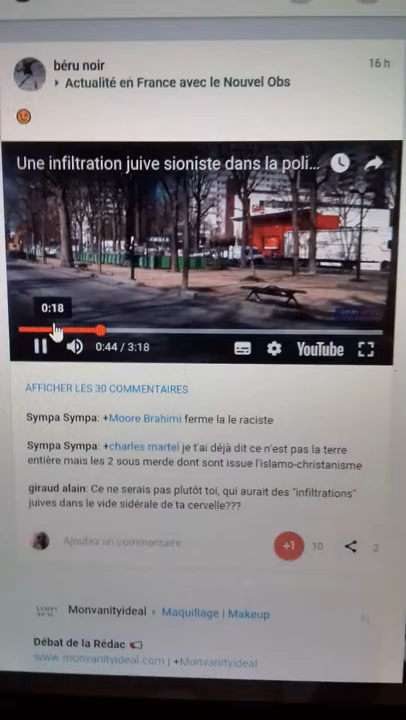 béru noir
16 h
Actualité en France avec le Nouvel Obs
Une infiltration juive sioniste dans la poli...
0:18
0:44 / 3:18
YouTube
AFFICHER LES 30 COMMENTAIRES
Sympa Sympa: +Moore Brahimi ferme la le raciste
Sympa Sympa: +charles martel je t'ai déjà dit ce n'est pas la terre
entière mais les 2 sous merde dont sont issue l'islamo-christanisme
giraud alain: Ce ne serais pas plutôt toi, qui aurait des "infiltrations"
juives dans le vide sidérale de ta cervelle???
Ajoutez un commentaire...
+1
10
2
Monvanityideal
Maquillage | Makeup
Débat de la Rédac
www.monvanityideal.com | +Monvanityideal